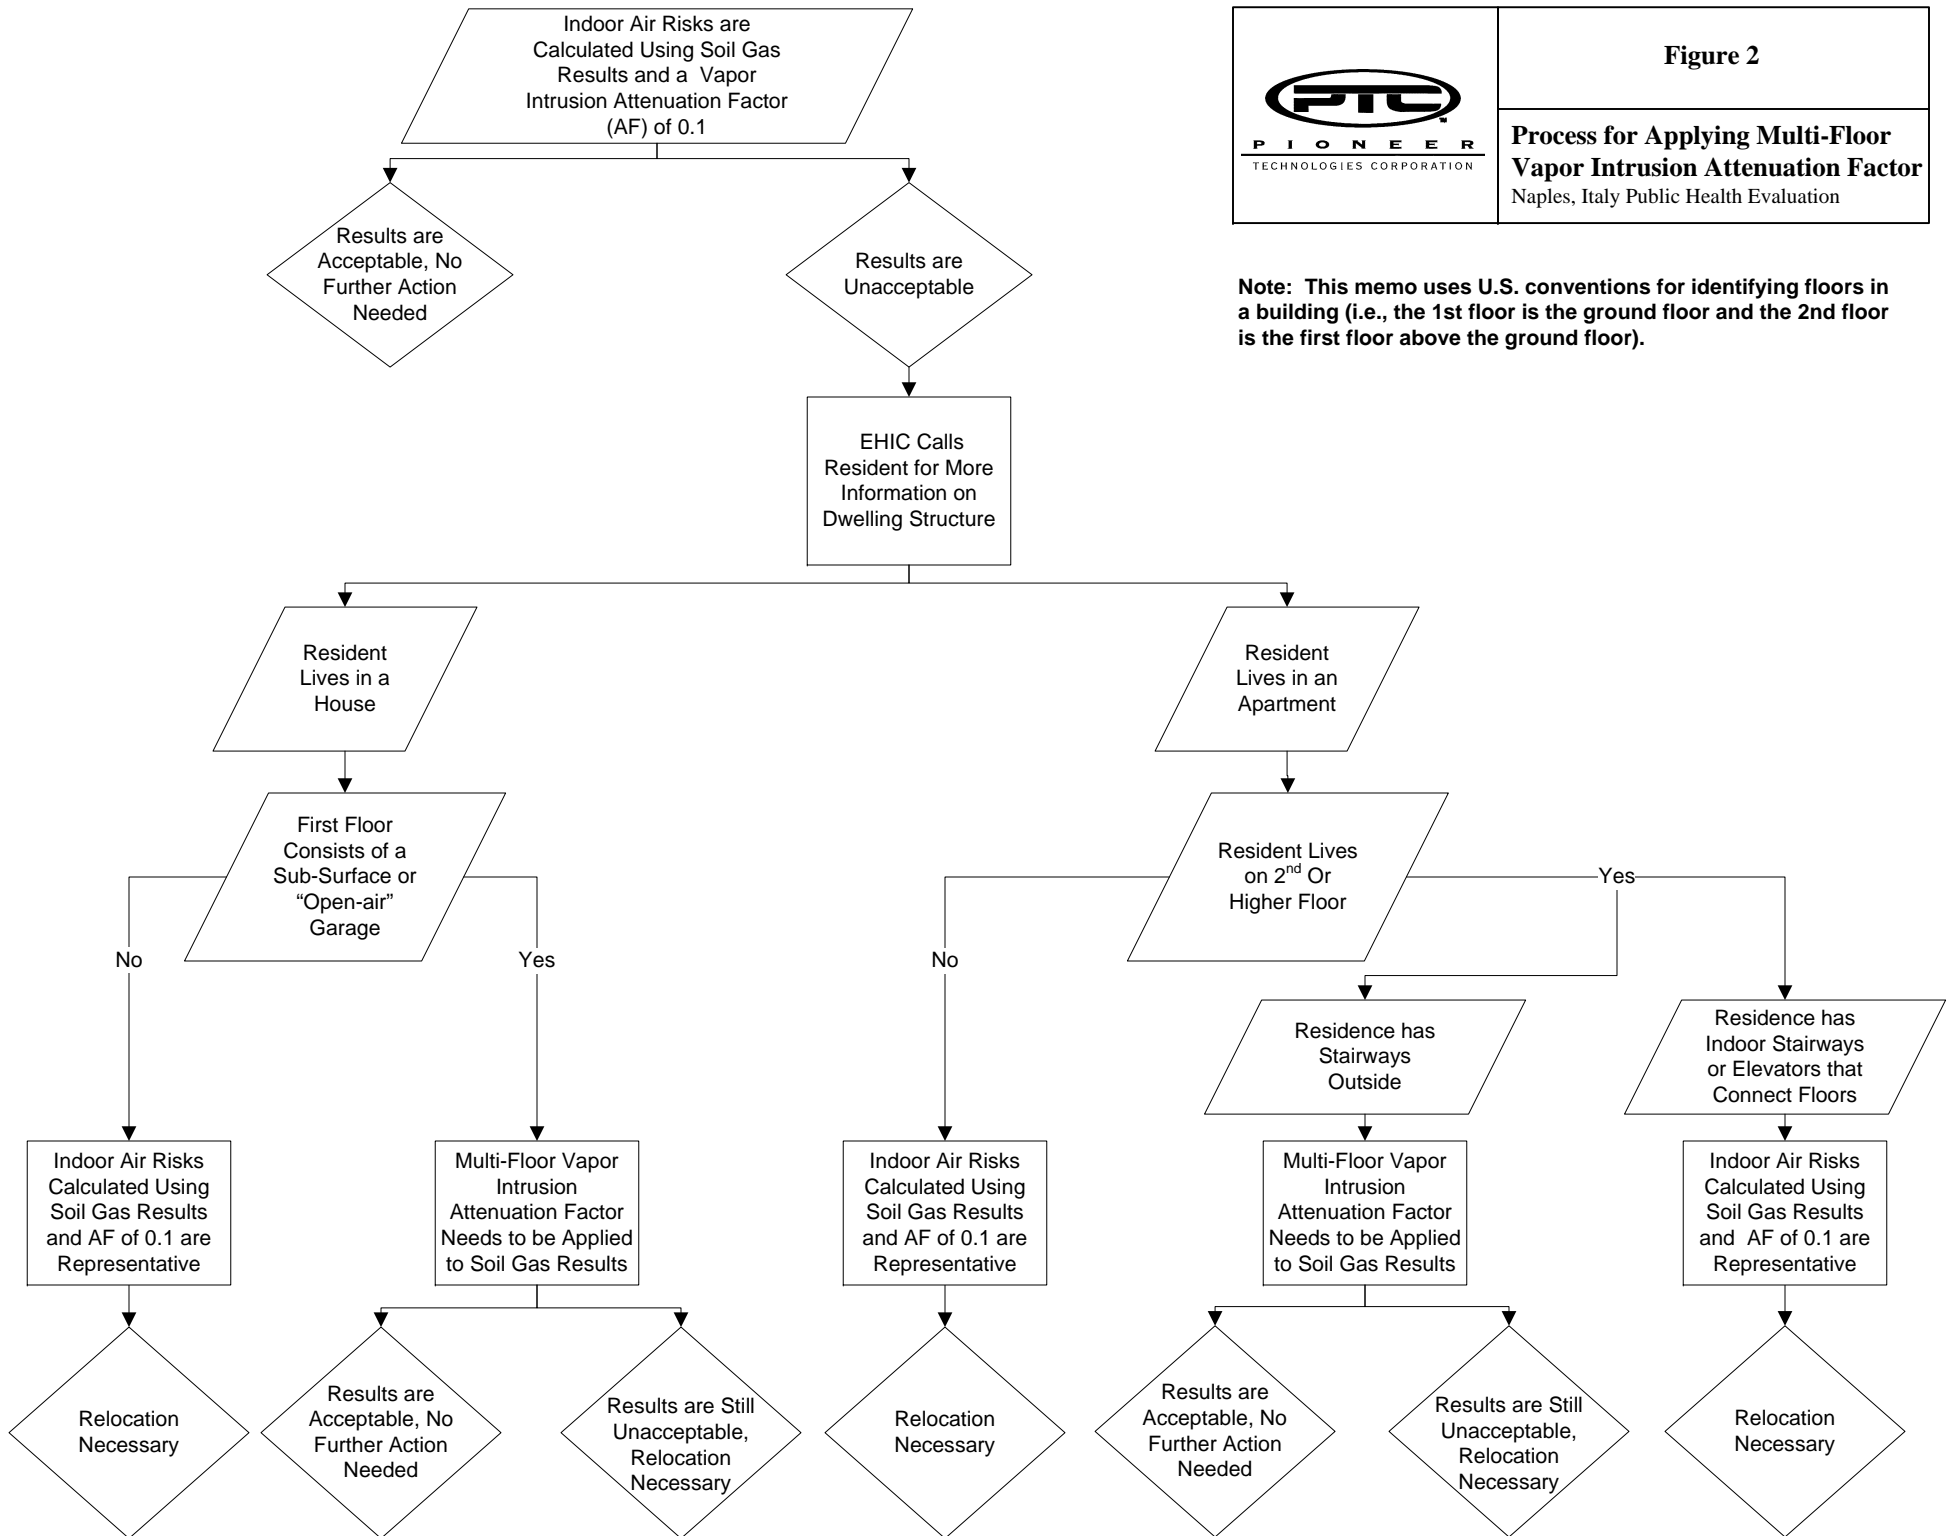 Indoor Air Risks are
Calculated Using Soil Gas
Results and a Vapor
Intrusion Attenuation Factor
(AF) of 0.1
PTC
TM
PIONEER
TECHNOLOGIES CORPORATION
Figure 2
Process for Applying Multi-Floor
Vapor Intrusion Attenuation Factor
Naples, Italy Public Health Evaluation
Note: This memo uses U.S. conventions for identifying floors in
a building (i.e., the 1st floor is the ground floor and the 2nd floor
is the first floor above the ground floor).
Results are
Acceptable, No
Further Action
Needed
Results are
Unacceptable
EHIC Calls
Resident for More
Information on
Dwelling Structure
Resident
Lives in a
House
Resident
Lives in an
Apartment
First Floor
Consists of a
Sub-Surface or
“Open-air”
Garage
Resident Lives
on 2nd Or
Higher Floor
Yes
No
Yes
No
Residence has
Stairways
Outside
Residence has
Indoor Stairways
or Elevators that
Connect Floors
Indoor Air Risks
Calculated Using
Soil Gas Results
and AF of 0.1 are
Representative
Multi-Floor Vapor
Intrusion
Attenuation Factor
Needs to be Applied
to Soil Gas Results
Indoor Air Risks
Calculated Using
Soil Gas Results
and AF of 0.1 are
Representative
Multi-Floor Vapor
Intrusion
Attenuation Factor
Needs to be Applied
to Soil Gas Results
Indoor Air Risks
Calculated Using
Soil Gas Results
and AF of 0.1 are
Representative
Relocation
Necessary
Results are
Acceptable, No
Further Action
Needed
Results are Still
Unacceptable,
Relocation
Necessary
Relocation
Necessary
Results are
Acceptable, No
Further Action
Needed
Results are Still
Unacceptable,
Relocation
Necessary
Relocation
Necessary